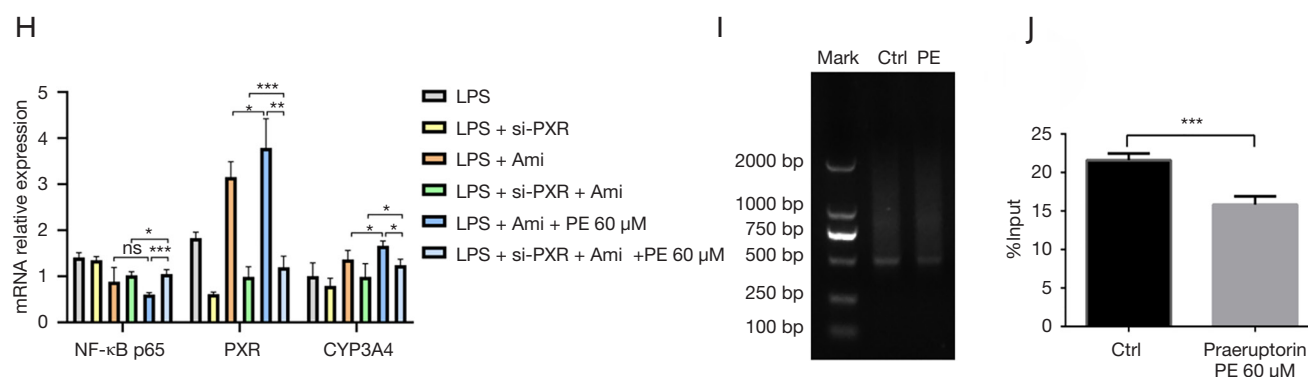 H
mRNA relative expression
5
4
3
2
1
0
*
***
**
*
ns
***
*
*
*
*
NF-κB p65
PXR
CYP3A4
LPS
LPS + si-PXR
LPS + Ami
LPS + si-PXR + Ami
LPS + Ami + PE 60 μM
LPS + si-PXR + Ami +PE 60 μM
I
Mark Ctrl PE
2000 bp
1000 bp
750 bp
500 bp
250 bp
100 bp
J
%Input
25
20
15
10
5
0
***
Ctrl
Praeruptorin
PE 60 μM